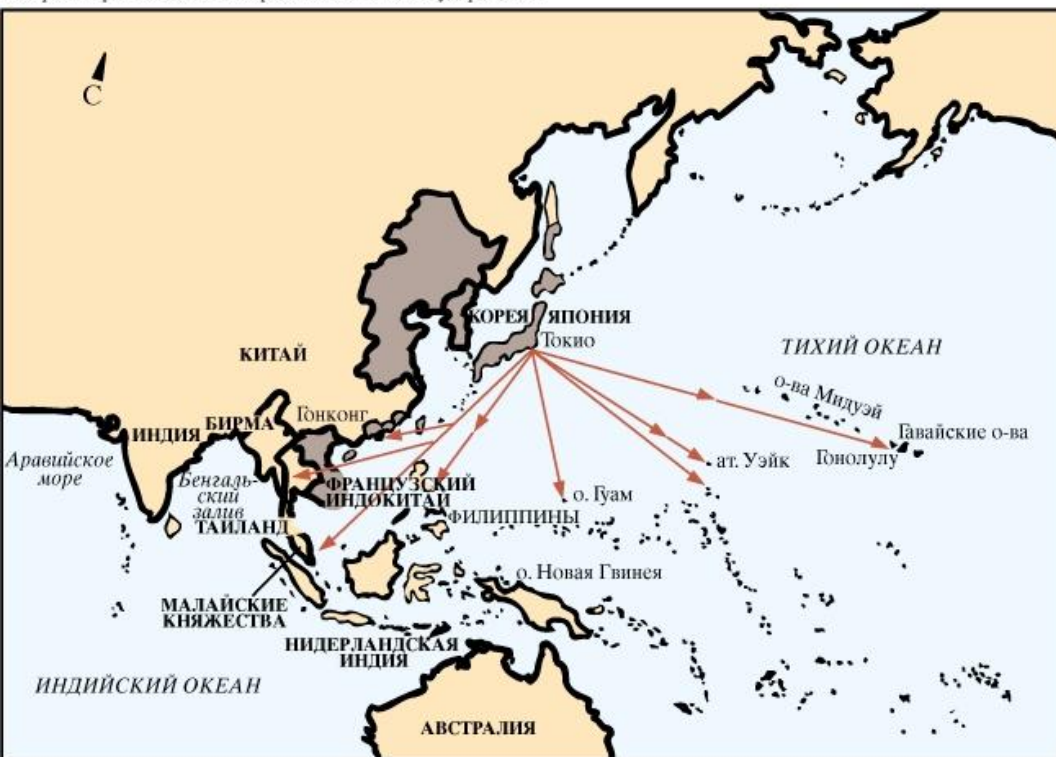 С
КОРЕЯ
ЯПОНИЯ
Токио
КИТАЙ
ТИХИЙ ОКЕАН
о-ва Мидуэй
Гонконг
БИРМА
ИНДИЯ
Гавайские о-ва
Гонолулу
Аравийское
море
Бенгаль-
ский
залив
ат. Уэйк
ФРАНЦУЗСКИЙ
ИНДОКИТАЙ
о. Гуам
ТАИЛАНД
ФИЛИППИНЫ
о. Новая Гвинея
МАЛАЙСКИЕ
КНЯЖЕСТВА
НИДЕРЛАНДСКАЯ
ИНДИЯ
ИНДИЙСКИЙ ОКЕАН
АВСТРАЛИЯ